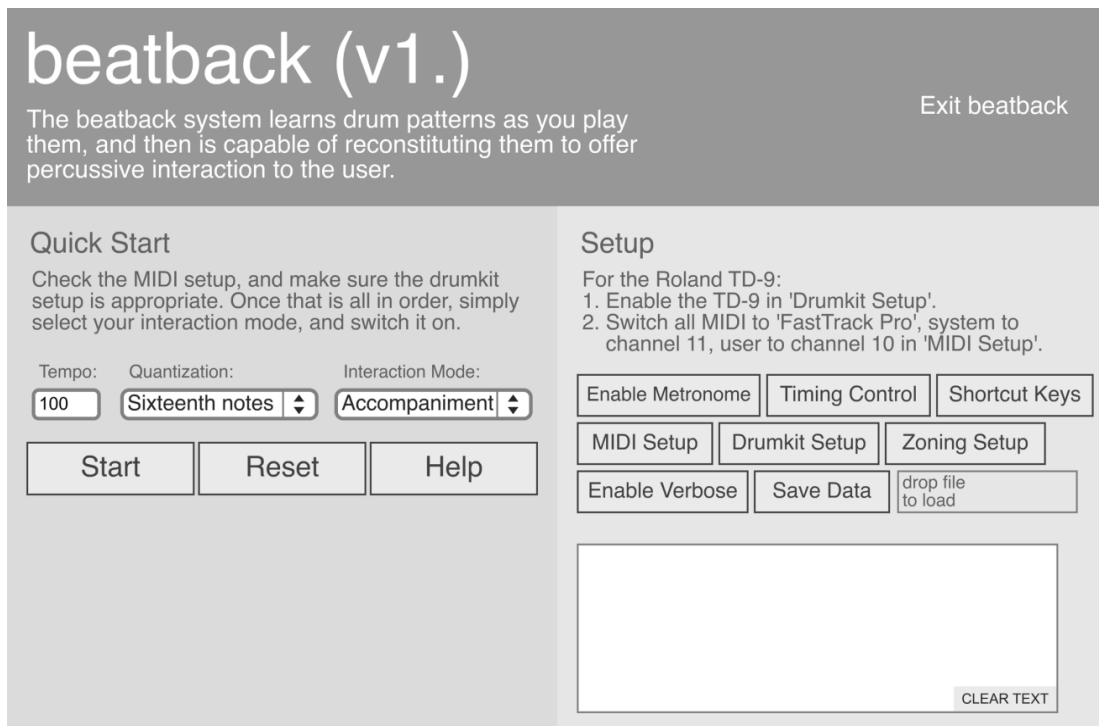 beatback (v1.)
The beatback system learns drum patterns as you play
them, and then is capable of reconstituting them to offer
percussive interaction to the user.
Exit beatback
Quick Start
Check the MIDI setup, and make sure the drumkit
setup is appropriate. Once that is all in order, simply
select your interaction mode, and switch it on.
Tempo: Quantization: Interaction Mode:
100 Sixteenth notes Accompaniment
Start Reset Help
Setup
For the Roland TD-9:
1. Enable the TD-9 in 'Drumkit Setup'.
2. Switch all MIDI to 'FastTrack Pro', system to
channel 11, user to channel 10 in 'MIDI Setup'.
Enable Metronome Timing Control Shortcut Keys
MIDI Setup Drumkit Setup Zoning Setup
Enable Verbose Save Data drop file
to load
CLEAR TEXT